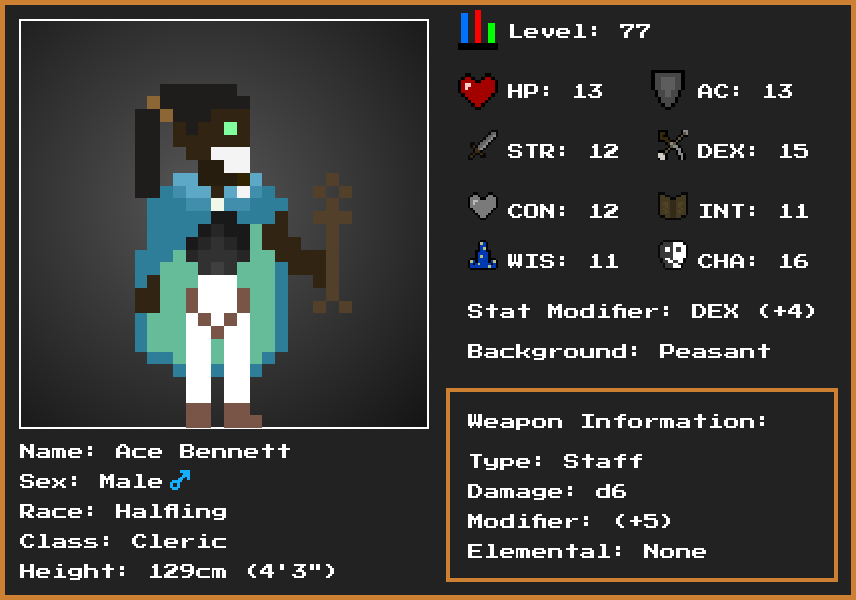 Level: 77
HP: 13
AC: 13
STR: 12
DEX: 15
CON: 12
INT: 11
WIS: 11
CHA: 16
Stat Modifier: DEX (+4)
Background: Peasant
Weapon Information:
Type: Staff
Damage: d6
Modifier: (+5)
Elemental: None
Name: Ace Bennett
Sex: Male ♂
Race: Halfling
Class: Cleric
Height: 129cm (4'3")